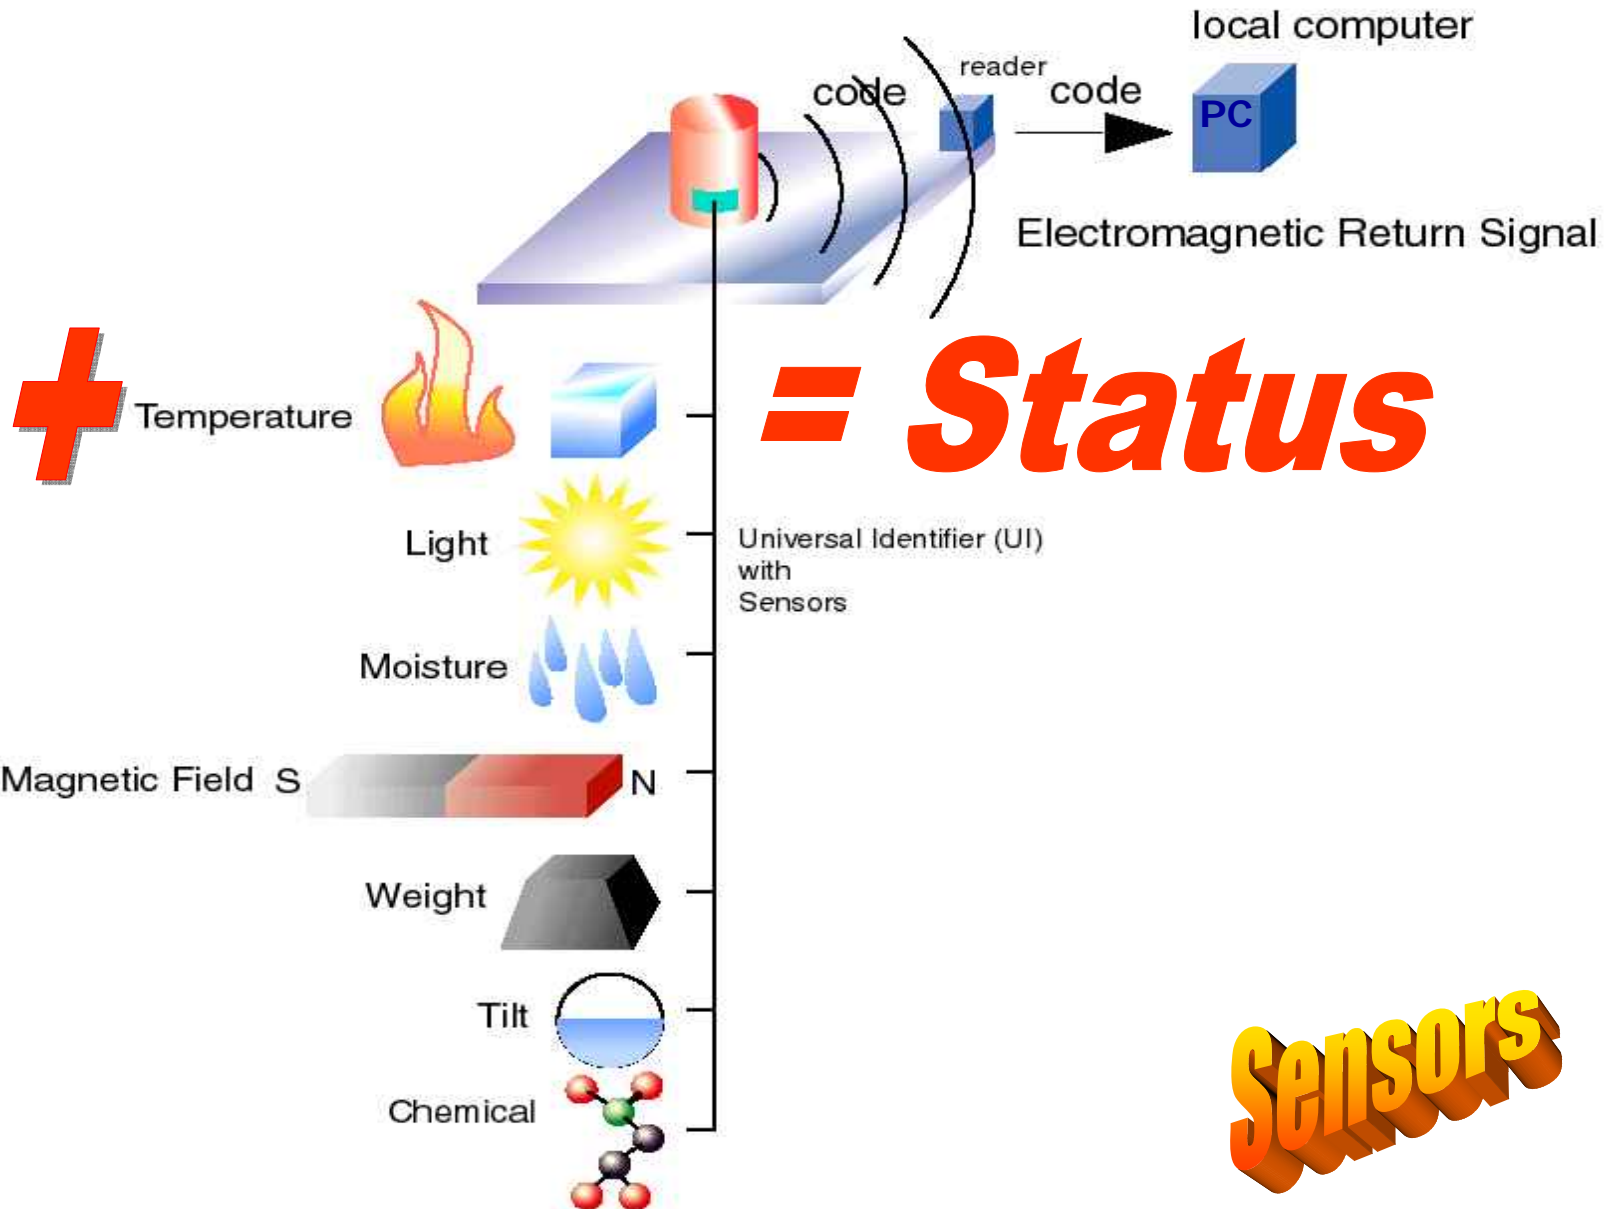 local computer
reader
code
code
PC
Electromagnetic Return Signal
+
Temperature
= Status
Light
Universal Identifier (UI)
with
Sensors
Moisture
Magnetic Field S
N
Weight
Tilt
Chemical
Sensors